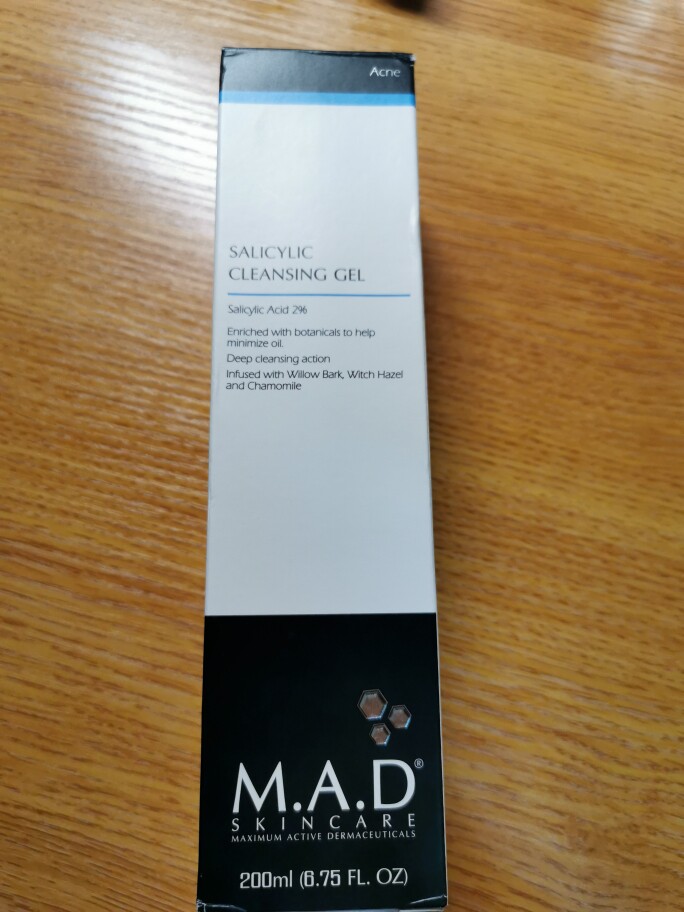 Acne
SALICYLIC
CLEANSING GEL
Salicylic Acid 2%
Enriched with botanicals to help
minimize oil.
Deep cleansing action
Infused with Willow Bark, Witch Hazel
and Chamomile
M.A.D®
SKINCARE
MAXIMUM ACTIVE DERMACEUTICALS
200ml (6.75 FL. OZ)